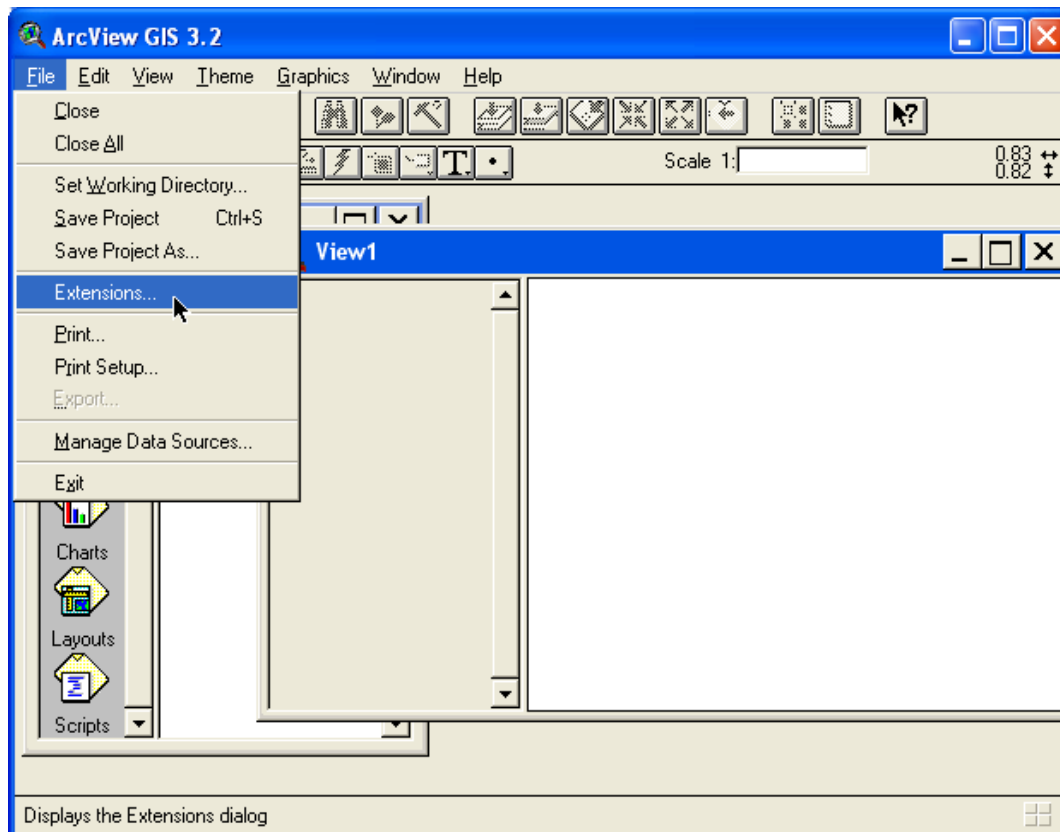 ArcView GIS 3.2
File Edit View Theme Graphics Window Help
Close
Close All
Set Working Directory...
Save Project Ctrl+S
Save Project As...
Extensions...
Print...
Print Setup...
Export...
Manage Data Sources...
Exit
T
Scale 1:
0.83
0.82
View1
Charts
Layouts
Scripts
Displays the Extensions dialog